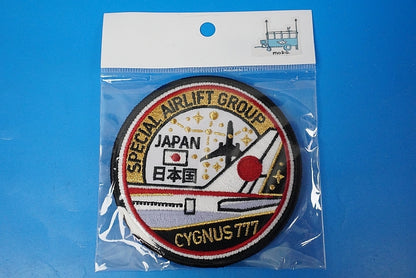 SPECIAL AIRLIFT GROUP
JAPAN
日本国
CYGNUS 777